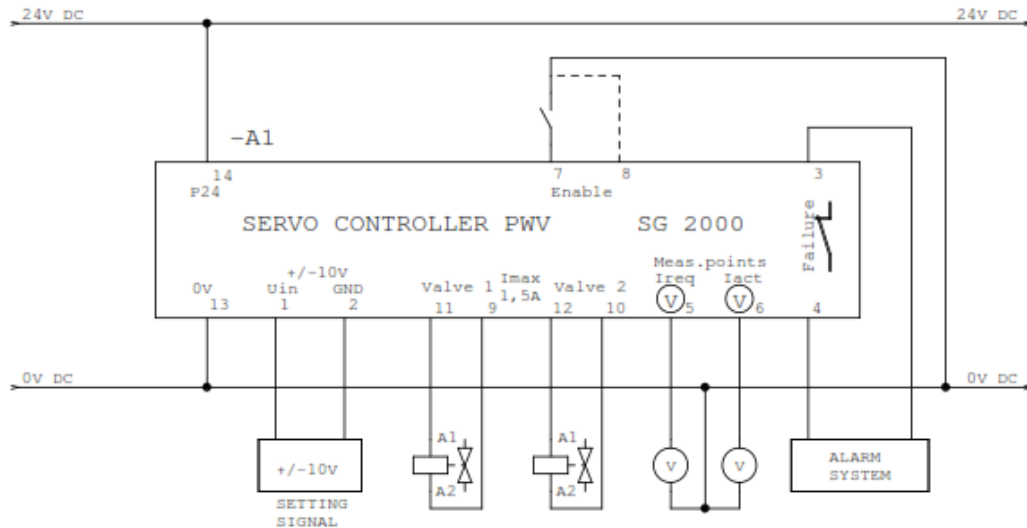 24V DC 24V DC
-A1
14 7 8 3
P24 Enable
SERVO CONTROLLER PWV SG 2000
Failure
Meas.points
+/-10v Imax Ireq Iact
0v Uin GND Valve 1 1,5A Valve 2 V V
13 1 2 11 9 12 10 5 6 4
0V DC 0V DC
A1 A1
+/-10v V V ALARM
SYSTEM
A2 A2
SETTING
SIGNAL